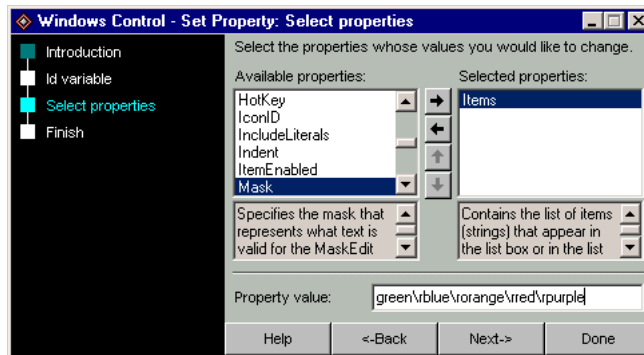 Windows Control - Set Property: Select properties
Introduction
Id variable
Select properties
Finish
Select the properties whose values you would like to change.
Available properties:
HotKey
IconID
IncludeLiterals
Indent
ItemEnabled
Mask
Specifies the mask that
represents what text is
valid for the MaskEdit
Selected properties:
Items
Contains the list of items
(strings) that appear in
the list box or in the list
Property value:
green\rblue\rorange\rred\rpurple
Help
<-Back
Next->
Done